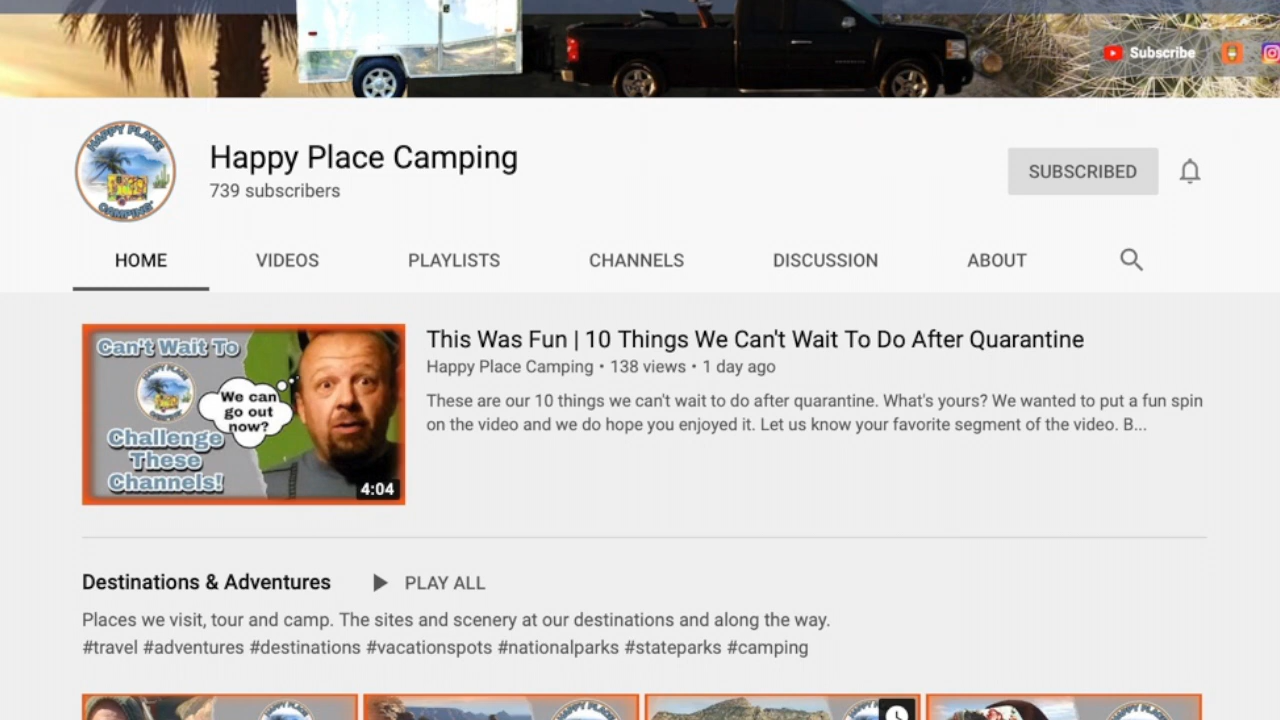 Subscribe
HAPPY PLACE
CAMPING
Happy Place Camping
739 subscribers
SUBSCRIBED
HOME VIDEOS PLAYLISTS CHANNELS DISCUSSION ABOUT
Can't Wait To
We can
go out
now?
Challenge
These
Channels!
4:04
This Was Fun | 10 Things We Can't Wait To Do After Quarantine
Happy Place Camping • 138 views • 1 day ago
These are our 10 things we can't wait to do after quarantine. What's yours? We wanted to put a fun spin
on the video and we do hope you enjoyed it. Let us know your favorite segment of the video. B...
Destinations & Adventures PLAY ALL
Places we visit, tour and camp. The sites and scenery at our destinations and along the way.
#travel #adventures #destinations #vacationspots #nationalparks #stateparks #camping